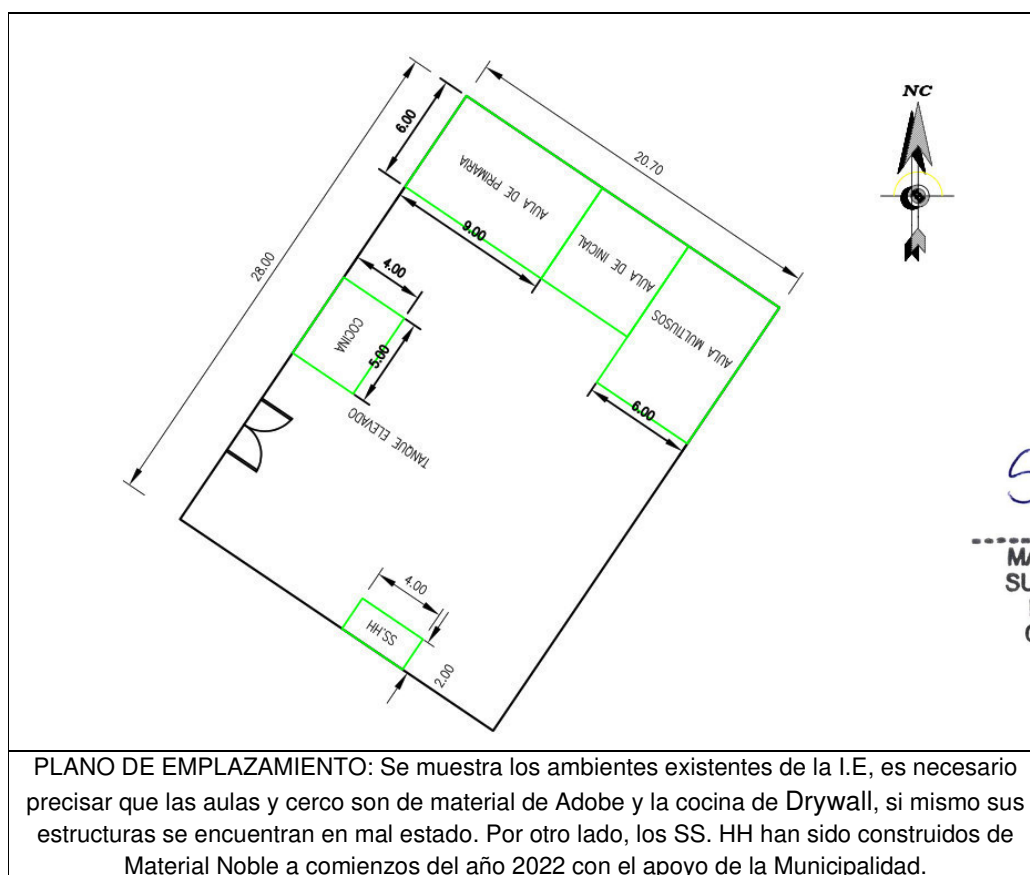 NC
6.00
20.70
AULA DE PRIMARIA
9.00
AULA DE INICIAL
28.00
4.00
AULA MULTIUSOS
COCINA
5.00
6.00
TANQUE ELEVADO
4.00
SS.HH
2.00
MA
SU
PLANO DE EMPLAZAMIENTO: Se muestra los ambientes existentes de la I.E, es necesario
precisar que las aulas y cerco son de material de Adobe y la cocina de Drywall, si mismo sus
estructuras se encuentran en mal estado. Por otro lado, los SS. HH han sido construidos de
Material Noble a comienzos del año 2022 con el apoyo de la Municipalidad.